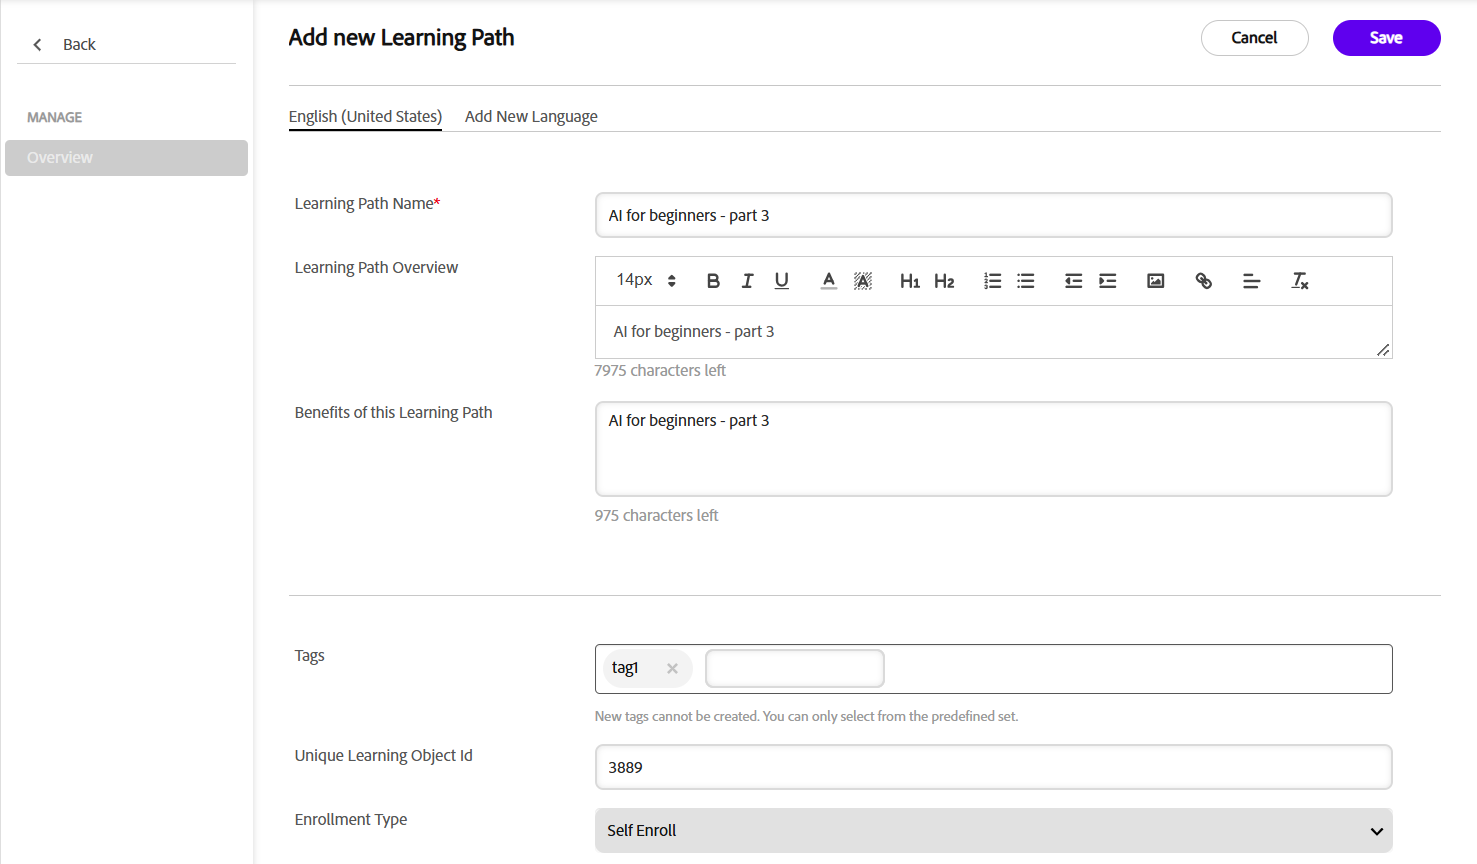 Back
Add new Learning Path
Cancel
Save
MANAGE
Overview
English (United States)
Add New Language
Learning Path Name*
AI for beginners - part 3
Learning Path Overview
14px
B I U A A H1 H2
AI for beginners - part 3
7975 characters left
Benefits of this Learning Path
AI for beginners - part 3
975 characters left
Tags
tag1
New tags cannot be created. You can only select from the predefined set.
Unique Learning Object Id
3889
Enrollment Type
Self Enroll